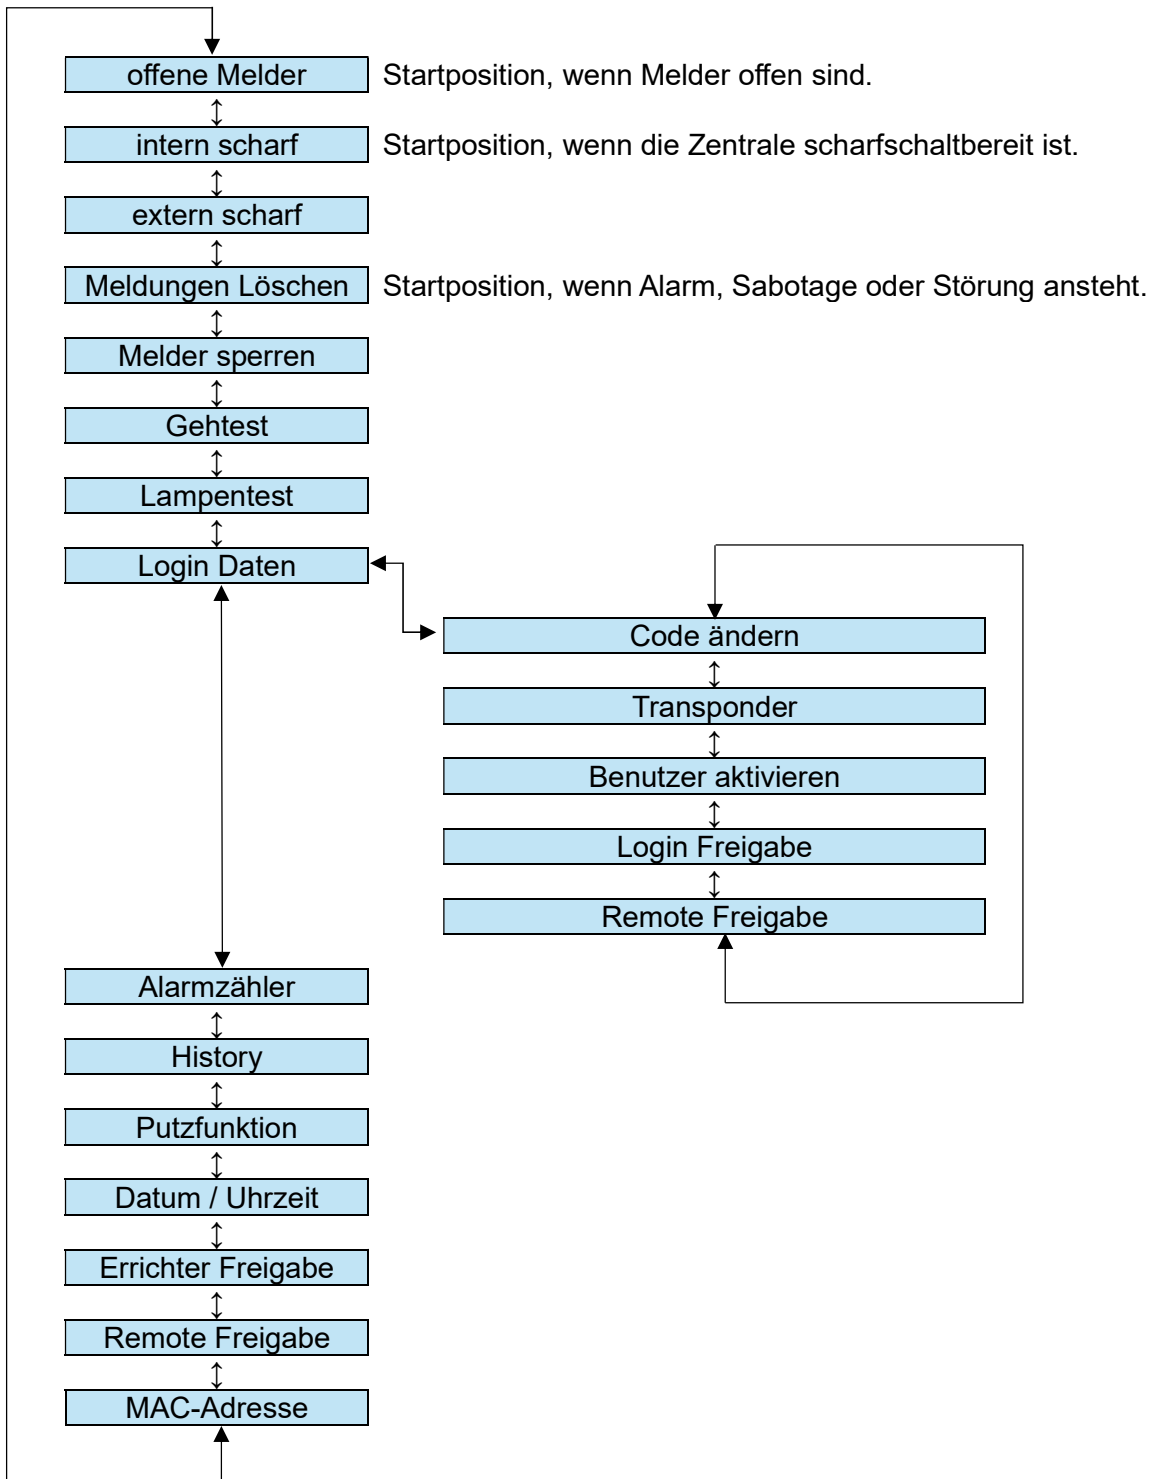 offene Melder Startposition, wenn Melder offen sind.
intern scharf Startposition, wenn die Zentrale scharfschaltbereit ist.
extern scharf
Meldungen Löschen Startposition, wenn Alarm, Sabotage oder Störung ansteht.
Melder sperren
Gehtest
Lampentest
Login Daten
Code ändern
Transponder
Benutzer aktivieren
Login Freigabe
Remote Freigabe
Alarmzähler
History
Putzfunktion
Datum / Uhrzeit
Errichter Freigabe
Remote Freigabe
MAC-Adresse